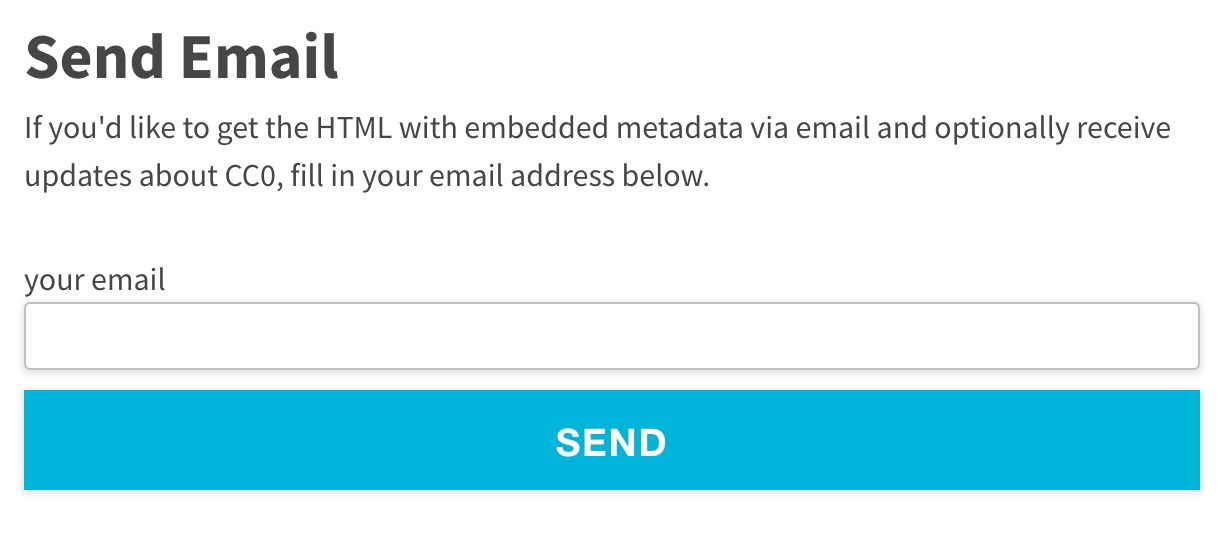 Send Email
If you'd like to get the HTML with embedded metadata via email and optionally receive
updates about CC0, fill in your email address below.
your email
SEND